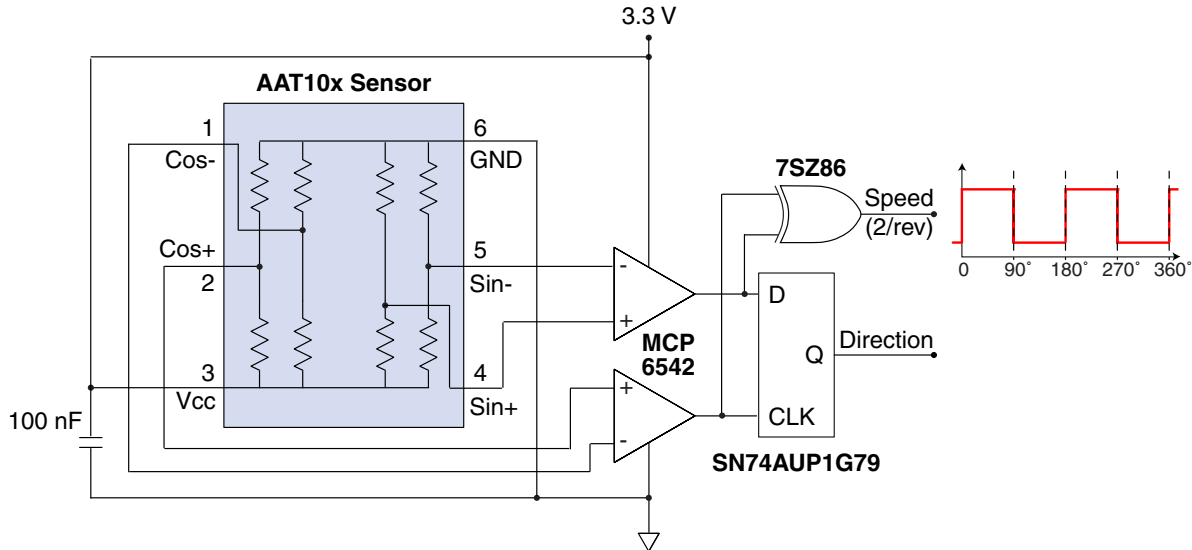 3.3 V
AAT10x Sensor
1
Cos-
6
GND
Cos+
2
5
Sin-
3
Vcc
4
Sin+
100 nF
-
+
MCP
6542
+
-
7SZ86
Speed
(2/rev)
D
Q
CLK
Direction
SN74AUP1G79
0 90° 180° 270° 360°